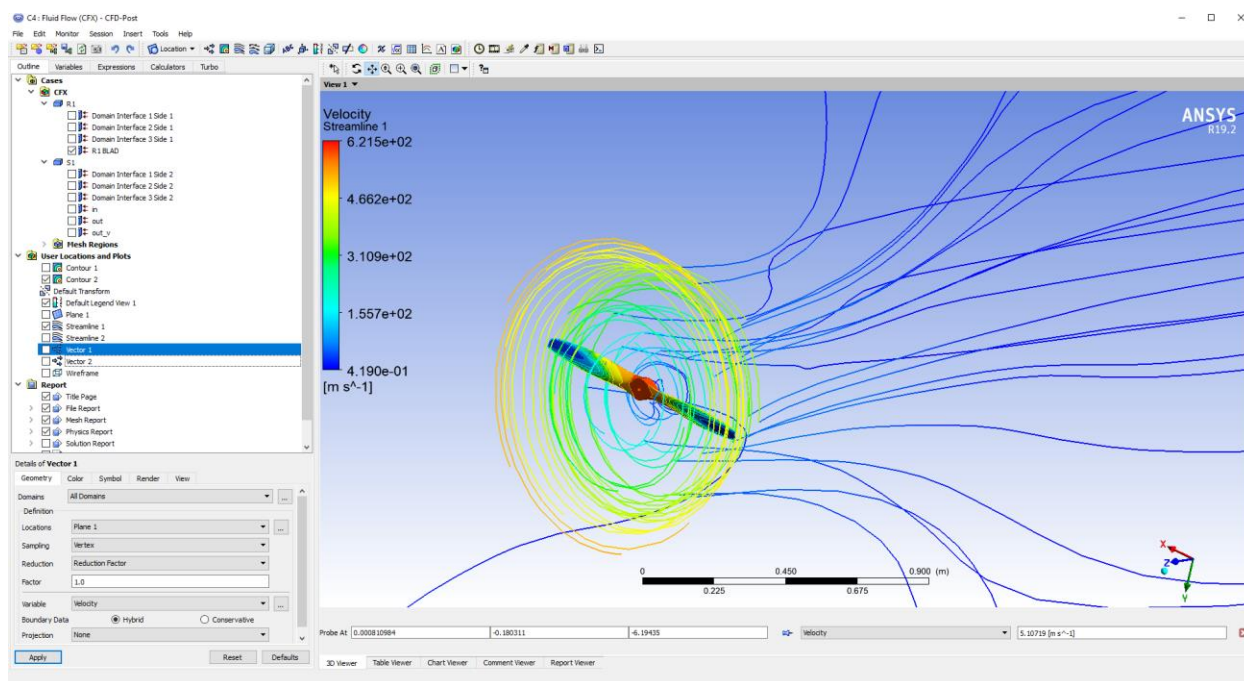 C4 : Fluid Flow (CFX) - CFD-Post
File Edit Monitor Session Insert Tools Help
Location
Outline Variables Expressions Calculators Turbo
Cases
CFX
R1
Domain Interface 1 Side 1
Domain Interface 2 Side 1
Domain Interface 3 Side 1
R1 BLAD
S1
Domain Interface 1 Side 2
Domain Interface 2 Side 2
Domain Interface 3 Side 2
in
out
out_v
Mesh Regions
User Locations and Plots
Contour 1
Contour 2
Default Transform
Default Legend View 1
Plane 1
Streamline 1
Streamline 2
Vector 1
Vector 2
Wireframe
Report
Title Page
File Report
Mesh Report
Physics Report
Solution Report
Details of Vector 1
Geometry Color Symbol Render View
Domains All Domains ...
Definition
Locations Plane 1 ...
Sampling Vertex
Reduction Reduction Factor
Factor 1.0
Variable Velocity ...
Boundary Data Hybrid Conservative
Projection None
Apply Reset Defaults
View 1
Velocity
Streamline 1
6.215e+02
4.662e+02
3.109e+02
1.557e+02
4.190e-01
[m s^-1]
ANSYS
R19.2
0 0.450 0.900 (m)
0.225 0.675
X
Z
Y
Probe At 0.000810984 -0.180311 -6.19435 Velocity 5.10719 [m s^-1]
3D Viewer Table Viewer Chart Viewer Comment Viewer Report Viewer